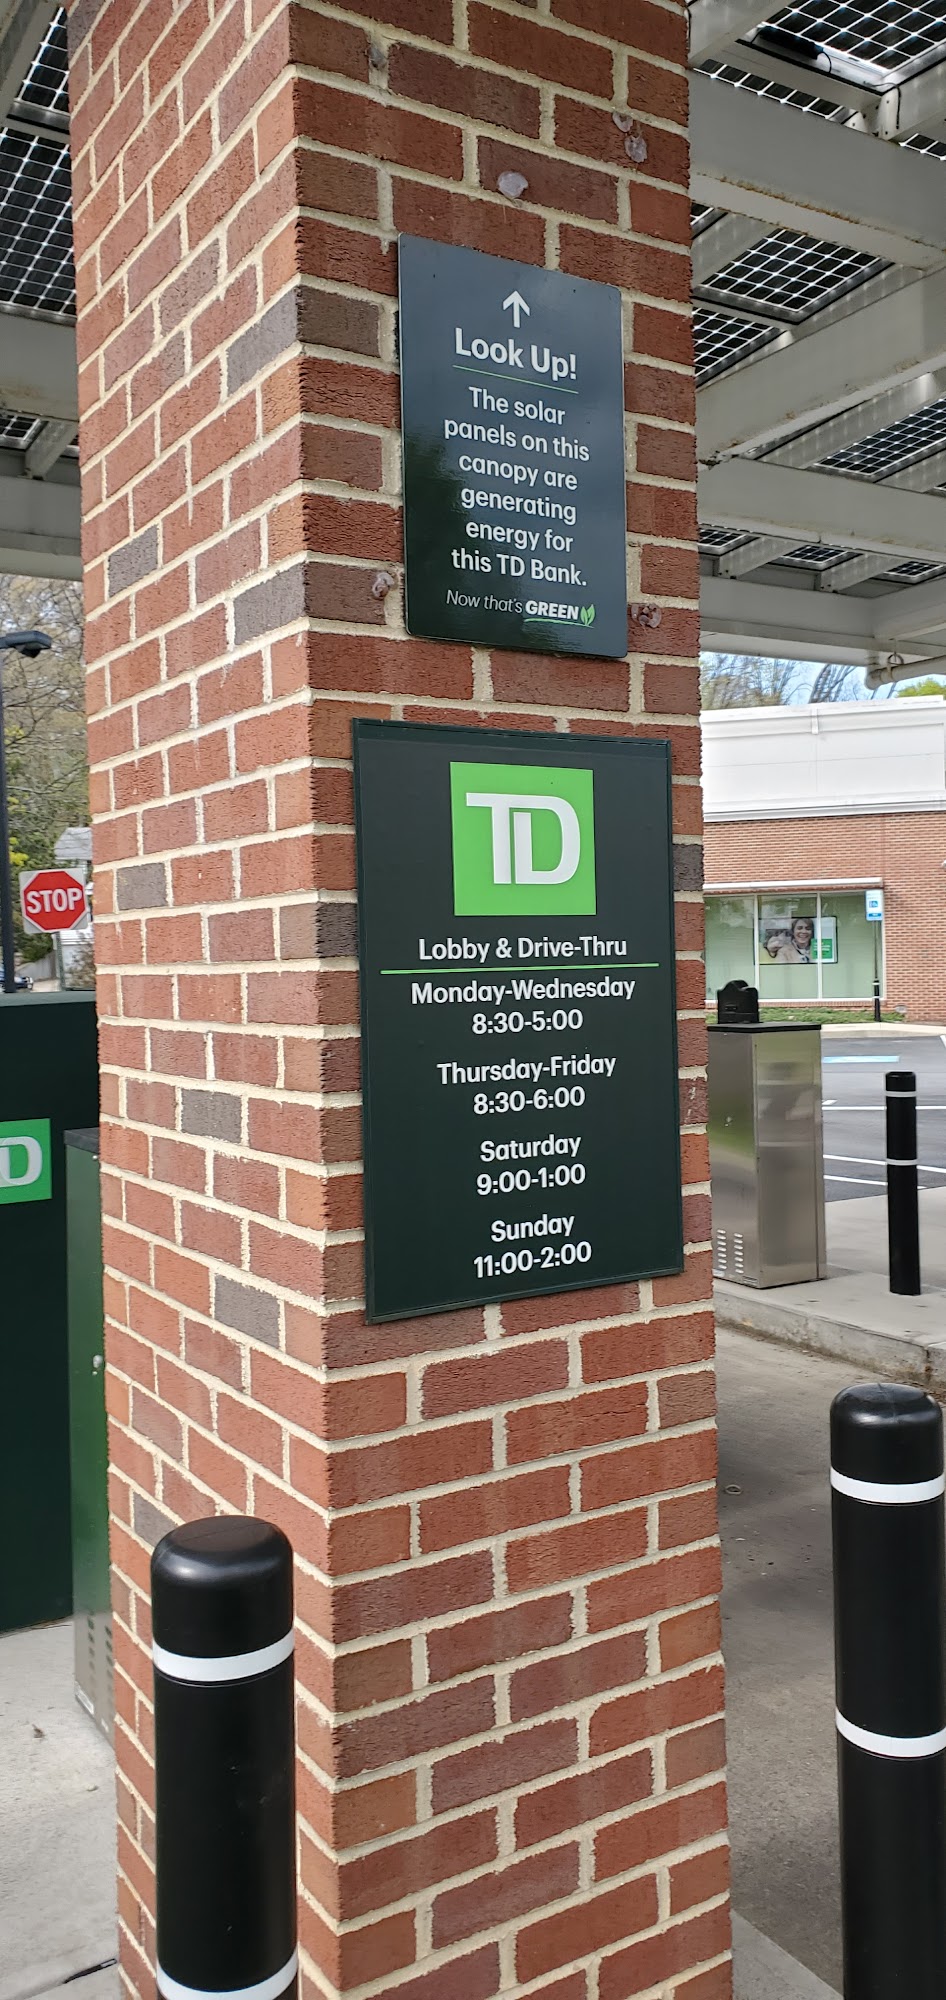 Look Up!
The solar
panels on this
canopy are
generating
energy for
this TD Bank.
Now that's GREEN
TD
Lobby & Drive-Thru
Monday-Wednesday
8:30-5:00
Thursday-Friday
8:30-6:00
Saturday
9:00-1:00
Sunday
11:00-2:00
STOP
D